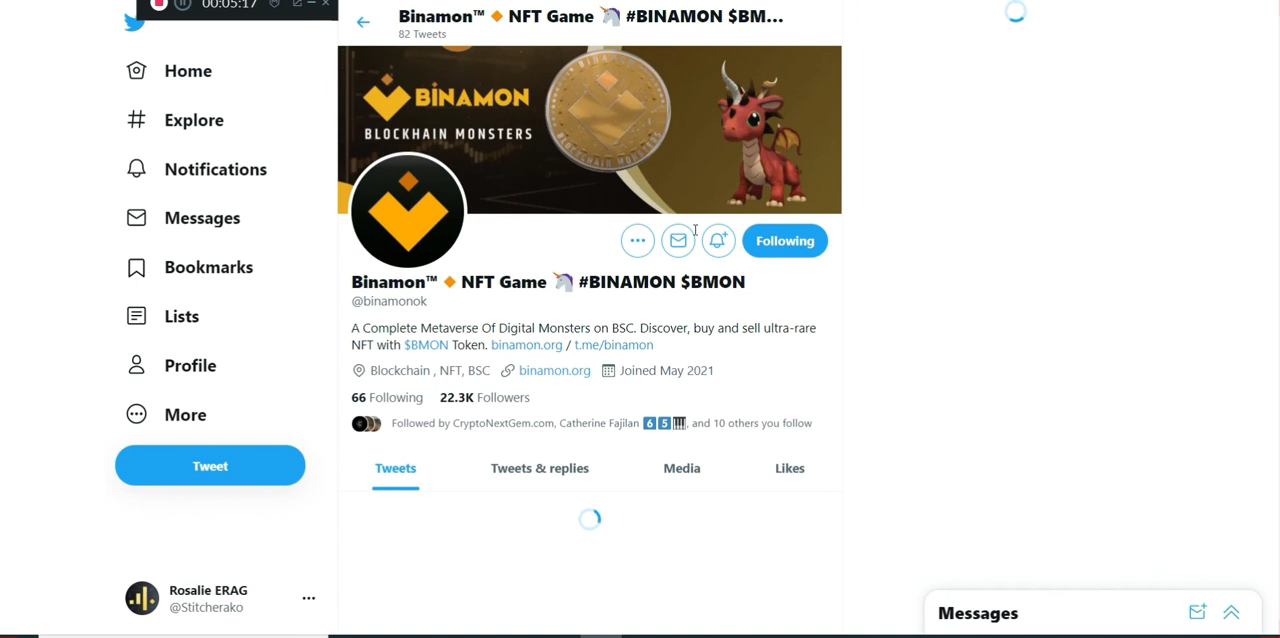 00:05:17
Home
Explore
Notifications
Messages
Bookmarks
Lists
Profile
More
Tweet
Rosalie ERAG
@Stitcherako
Binamon™ 🔸 NFT Game 🦄 #BINAMON $BM...
82 Tweets
BİNAMON
BLOCKCHAIN MONSTERS
Following
Binamon™ 🔸 NFT Game 🦄 #BINAMON $BMON
@binamonok
A Complete Metaverse Of Digital Monsters on BSC. Discover, buy and sell ultra-rare
NFT with $BMON Token. binamon.org / t.me/binamon
Blockchain , NFT, BSC binamon.org Joined May 2021
66 Following 22.3K Followers
Followed by CryptoNextGem.com, Catherine Fajilan 6️⃣5️⃣🎹, and 10 others you follow
Tweets Tweets & replies Media Likes
Messages